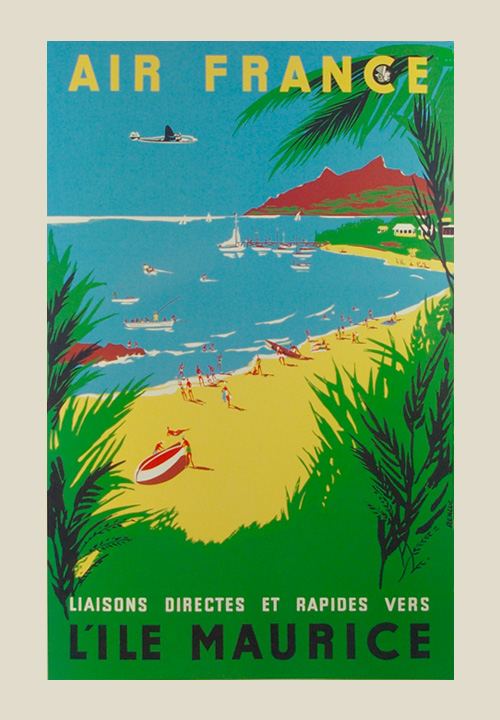 AIR FRANCE
LIAISONS DIRECTES ET RAPIDES VERS
L'ILE MAURICE